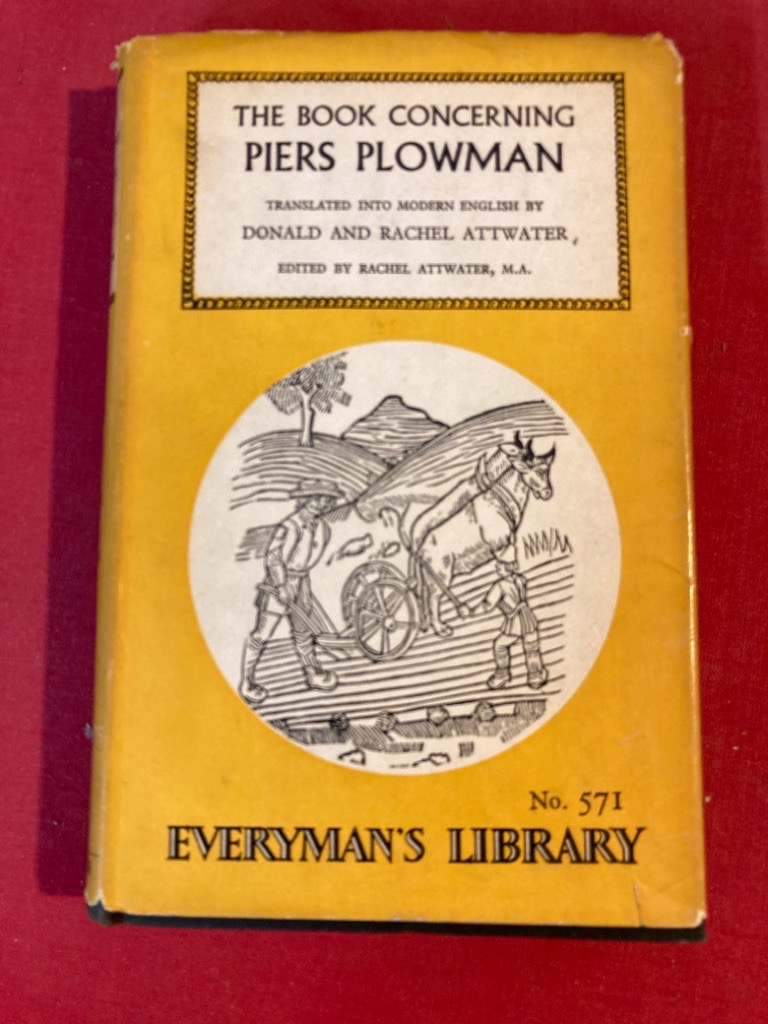 THE BOOK CONCERNING
PIERS PLOWMAN
TRANSLATED INTO MODERN ENGLISH BY
DONALD AND RACHEL ATTWATER,
EDITED BY RACHEL ATTWATER, M.A.
No. 571
EVERYMAN'S LIBRARY